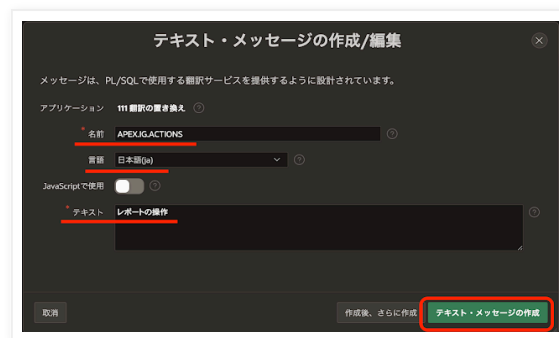 テキスト・メッセージの作成/編集
メッセージは、PL/SQLで使用する翻訳サービスを提供するように設計されています。
アプリケーション 111 翻訳の置き換え
* 名前 APEX.IG.ACTIONS
言語 日本語(ja)
JavaScriptで使用
* テキスト レポートの操作
取消 作成後、さらに作成 テキスト・メッセージの作成